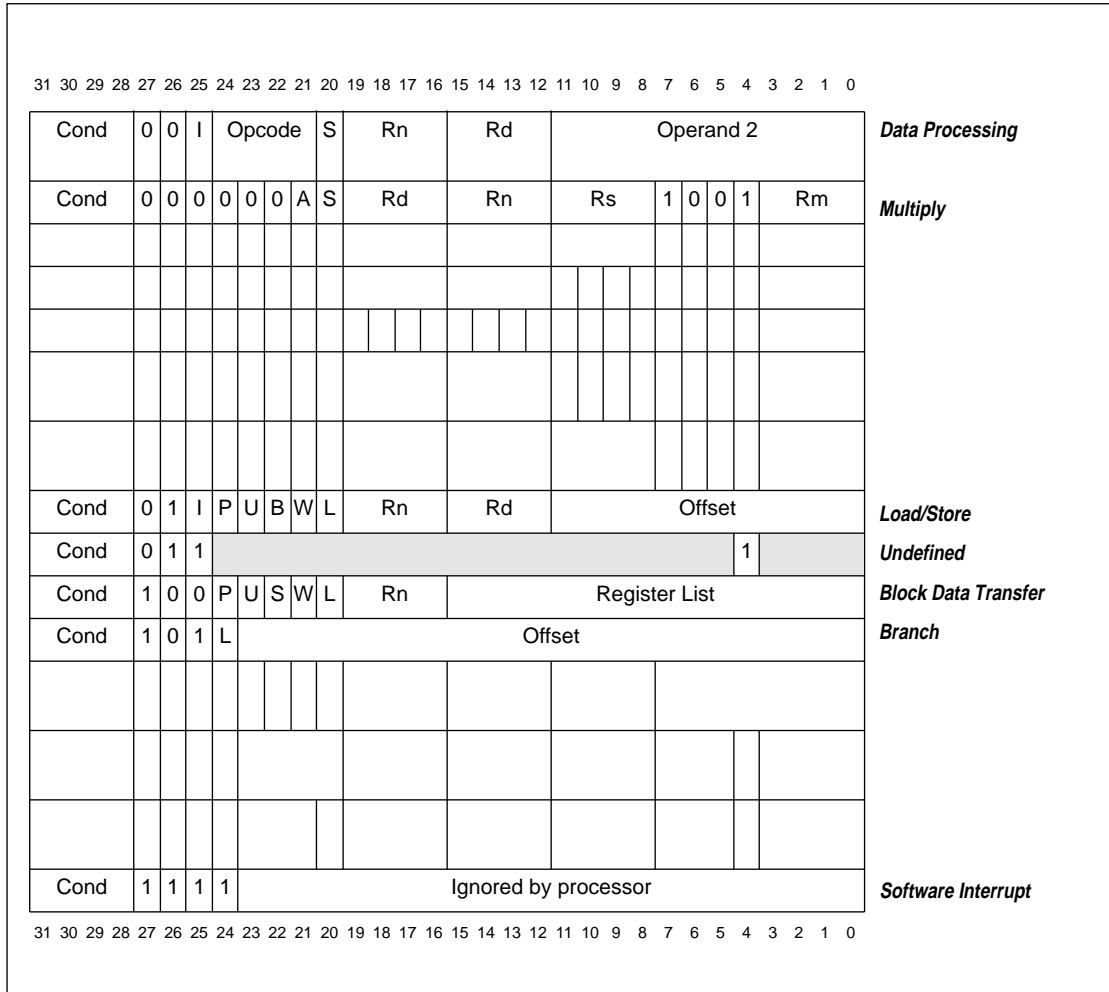 31 30 29 28 27 26 25 24 23 22 21 20 19 18 17 16 15 14 13 12 11 10 9 8 7 6 5 4 3 2 1 0
Cond 0 0 I Opcode S Rn Rd Operand 2 Data Processing
Cond 0 0 0 0 0 0 A S Rd Rn Rs 1 0 0 1 Rm Multiply
Cond 0 1 I P U B W L Rn Rd Offset Load/Store
Cond 0 1 1 1 Undefined
Cond 1 0 0 P U S W L Rn Register List Block Data Transfer
Cond 1 0 1 L Offset Branch
Cond 1 1 1 1 Ignored by processor Software Interrupt
31 30 29 28 27 26 25 24 23 22 21 20 19 18 17 16 15 14 13 12 11 10 9 8 7 6 5 4 3 2 1 0